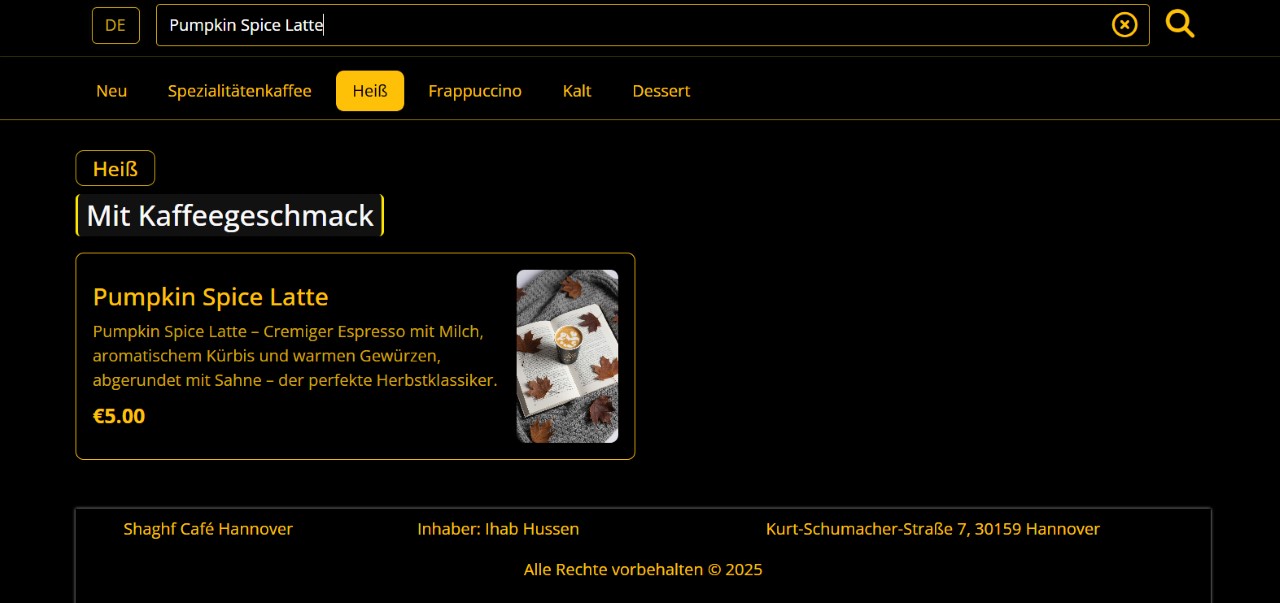 DE
Pumpkin Spice Latte
Neu Spezialitätenkaffee Heiß Frappuccino Kalt Dessert
Heiß
Mit Kaffeegeschmack
Pumpkin Spice Latte
Pumpkin Spice Latte – Cremiger Espresso mit Milch,
aromatischem Kürbis und warmen Gewürzen,
abgerundet mit Sahne – der perfekte Herbstklassiker.
€5.00
Shaghf Café Hannover Inhaber: Ihab Hussen Kurt-Schumacher-Straße 7, 30159 Hannover
Alle Rechte vorbehalten © 2025